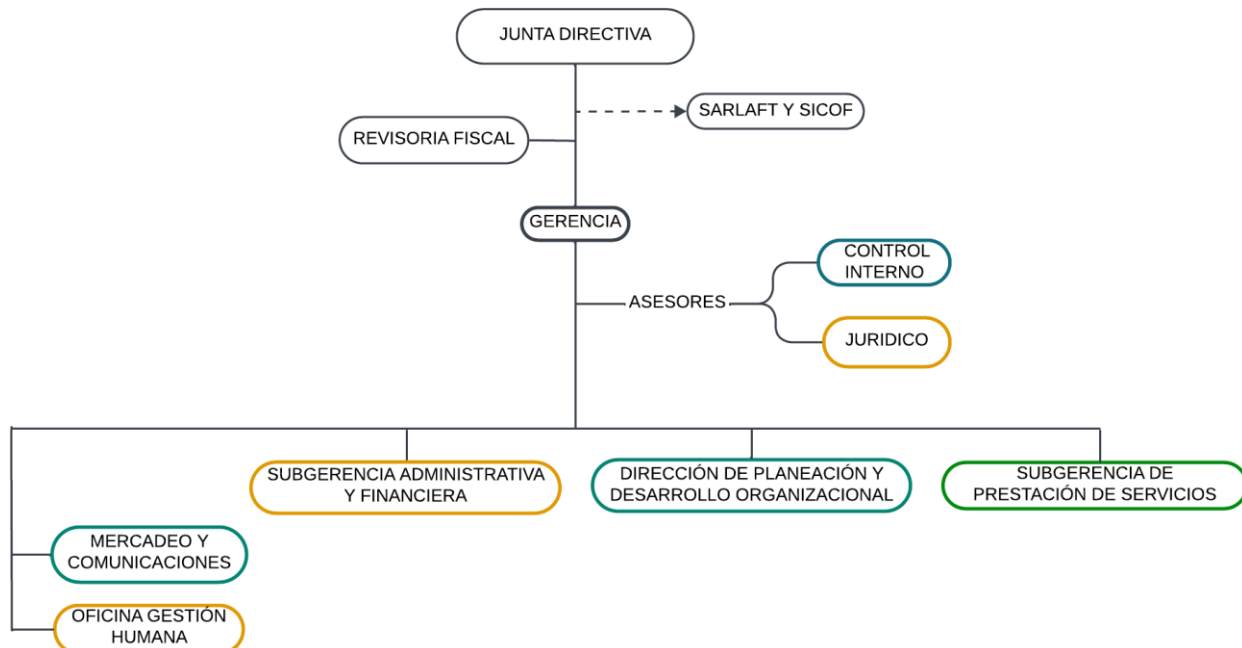 JUNTA DIRECTIVA
SARLAFT Y SICOF
REVISORIA FISCAL
GERENCIA
CONTROL
INTERNO
ASESORES
JURIDICO
SUBGERENCIA ADMINISTRATIVA
Y FINANCIERA
DIRECCIÓN DE PLANEACIÓN Y
DESARROLLO ORGANIZACIONAL
SUBGERENCIA DE
PRESTACIÓN DE SERVICIOS
MERCADEO Y
COMUNICACIONES
OFICINA GESTIÓN
HUMANA